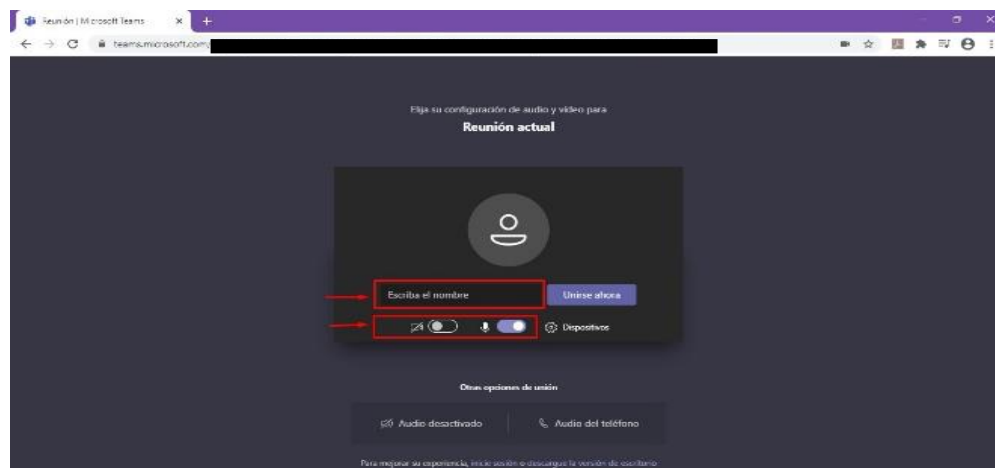 Reunión | Microsoft Teams
teams.microsoft.com/
Elija su configuración de audio y vídeo para
Reunión actual
Escriba el nombre
Unirse ahora
Dispositivos
Otras opciones de unión
Audio desactivado
Audio del teléfono
Para mejorar su experiencia, inicie sesión o descargue la versión de escritorio